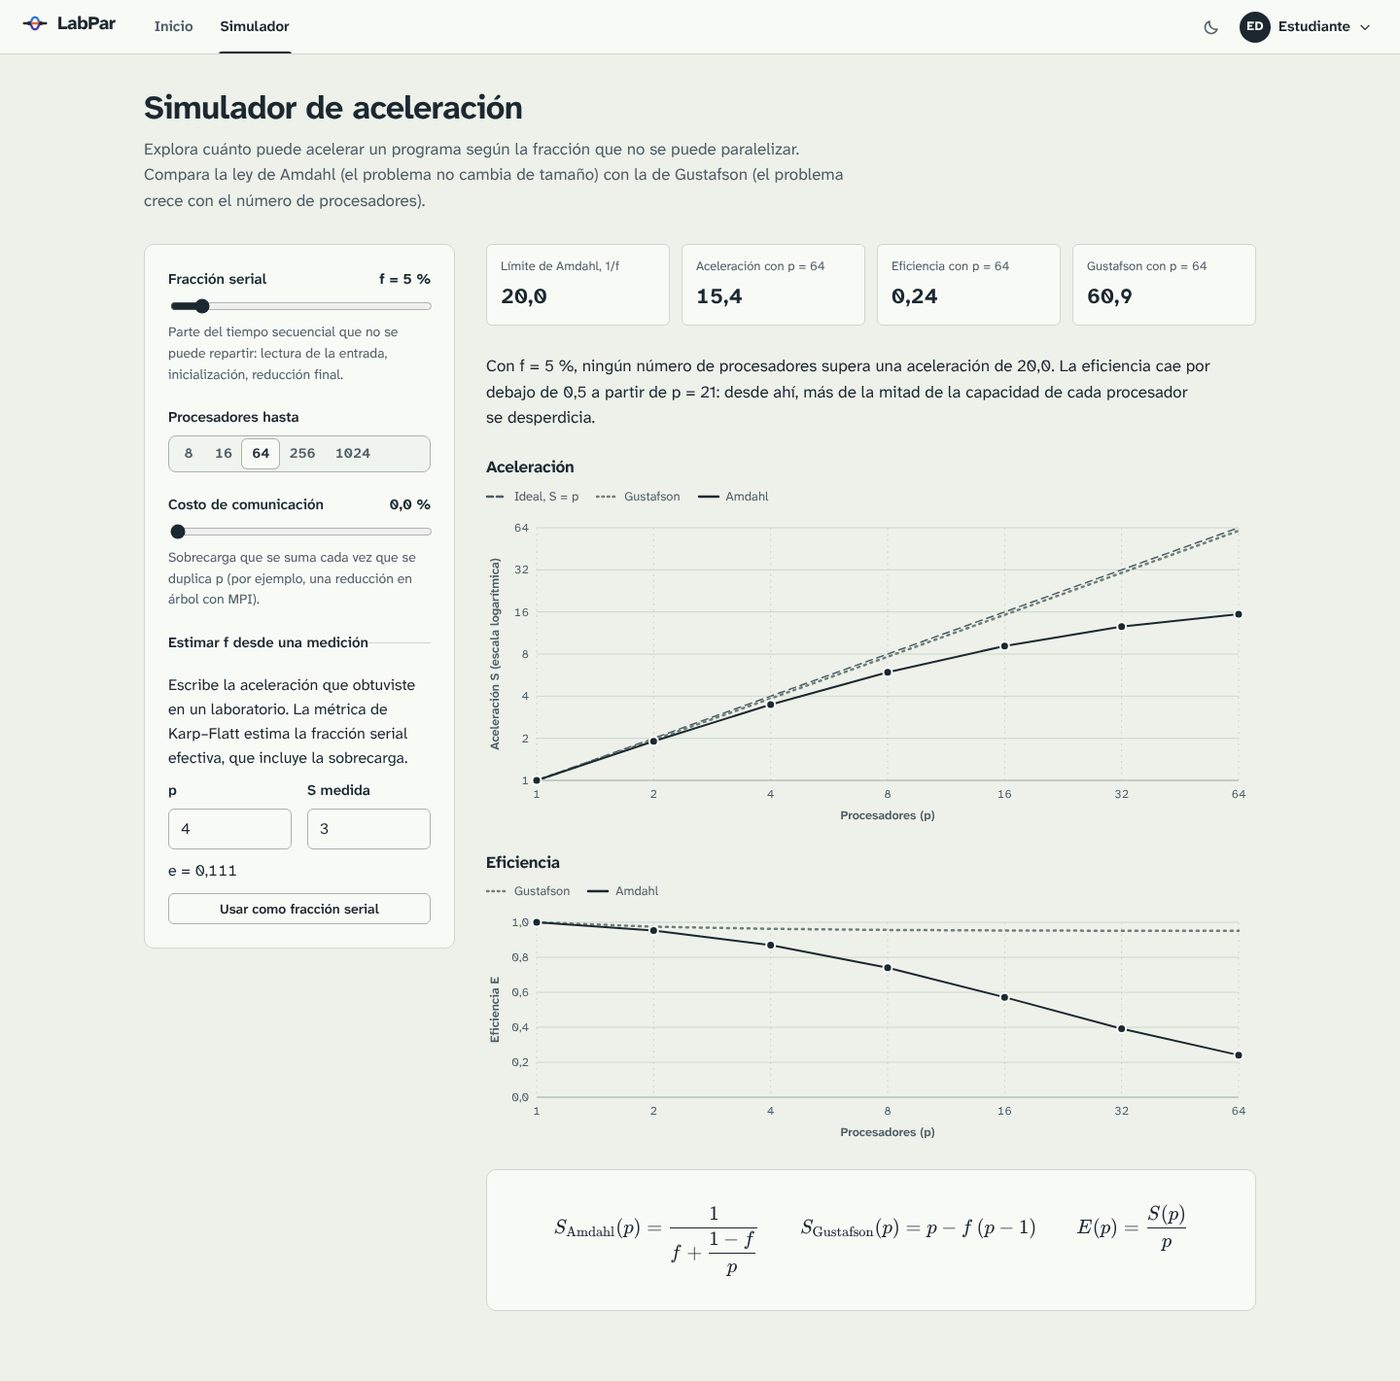 LabPar
Inicio
Simulador
ED
Estudiante
Simulador de aceleración
Explora cuánto puede acelerar un programa según la fracción que no se puede paralelizar.
Compara la ley de Amdahl (el problema no cambia de tamaño) con la de Gustafson (el problema
crece con el número de procesadores).
Fracción serial
f = 5 %
Parte del tiempo secuencial que no se
puede repartir: lectura de la entrada,
inicialización, reducción final.
Procesadores hasta
8 16 64 256 1024
Costo de comunicación
0,0 %
Sobrecarga que se suma cada vez que se
duplica p (por ejemplo, una reducción en
árbol con MPI).
Estimar f desde una medición
Escribe la aceleración que obtuviste
en un laboratorio. La métrica de
Karp–Flatt estima la fracción serial
efectiva, que incluye la sobrecarga.
p
S medida
4
3
e = 0,111
Usar como fracción serial
Límite de Amdahl, 1/f
20,0
Aceleración con p = 64
15,4
Eficiencia con p = 64
0,24
Gustafson con p = 64
60,9
Con f = 5 %, ningún número de procesadores supera una aceleración de 20,0. La eficiencia cae por
debajo de 0,5 a partir de p = 21: desde ahí, más de la mitad de la capacidad de cada procesador
se desperdicia.
Aceleración
Ideal, S = p
Gustafson
Amdahl
Aceleración S (escala logarítmica)
64
32
16
8
4
2
1
1 2 4 8 16 32 64
Procesadores (p)
Eficiencia
Gustafson
Amdahl
Eficiencia E
1,0
0,8
0,6
0,4
0,2
0,0
1 2 4 8 16 32 64
Procesadores (p)
S_Amdahl(p) = 1 / (f + (1 − f)/p)
S_Gustafson(p) = p − f (p − 1)
E(p) = S(p)/p